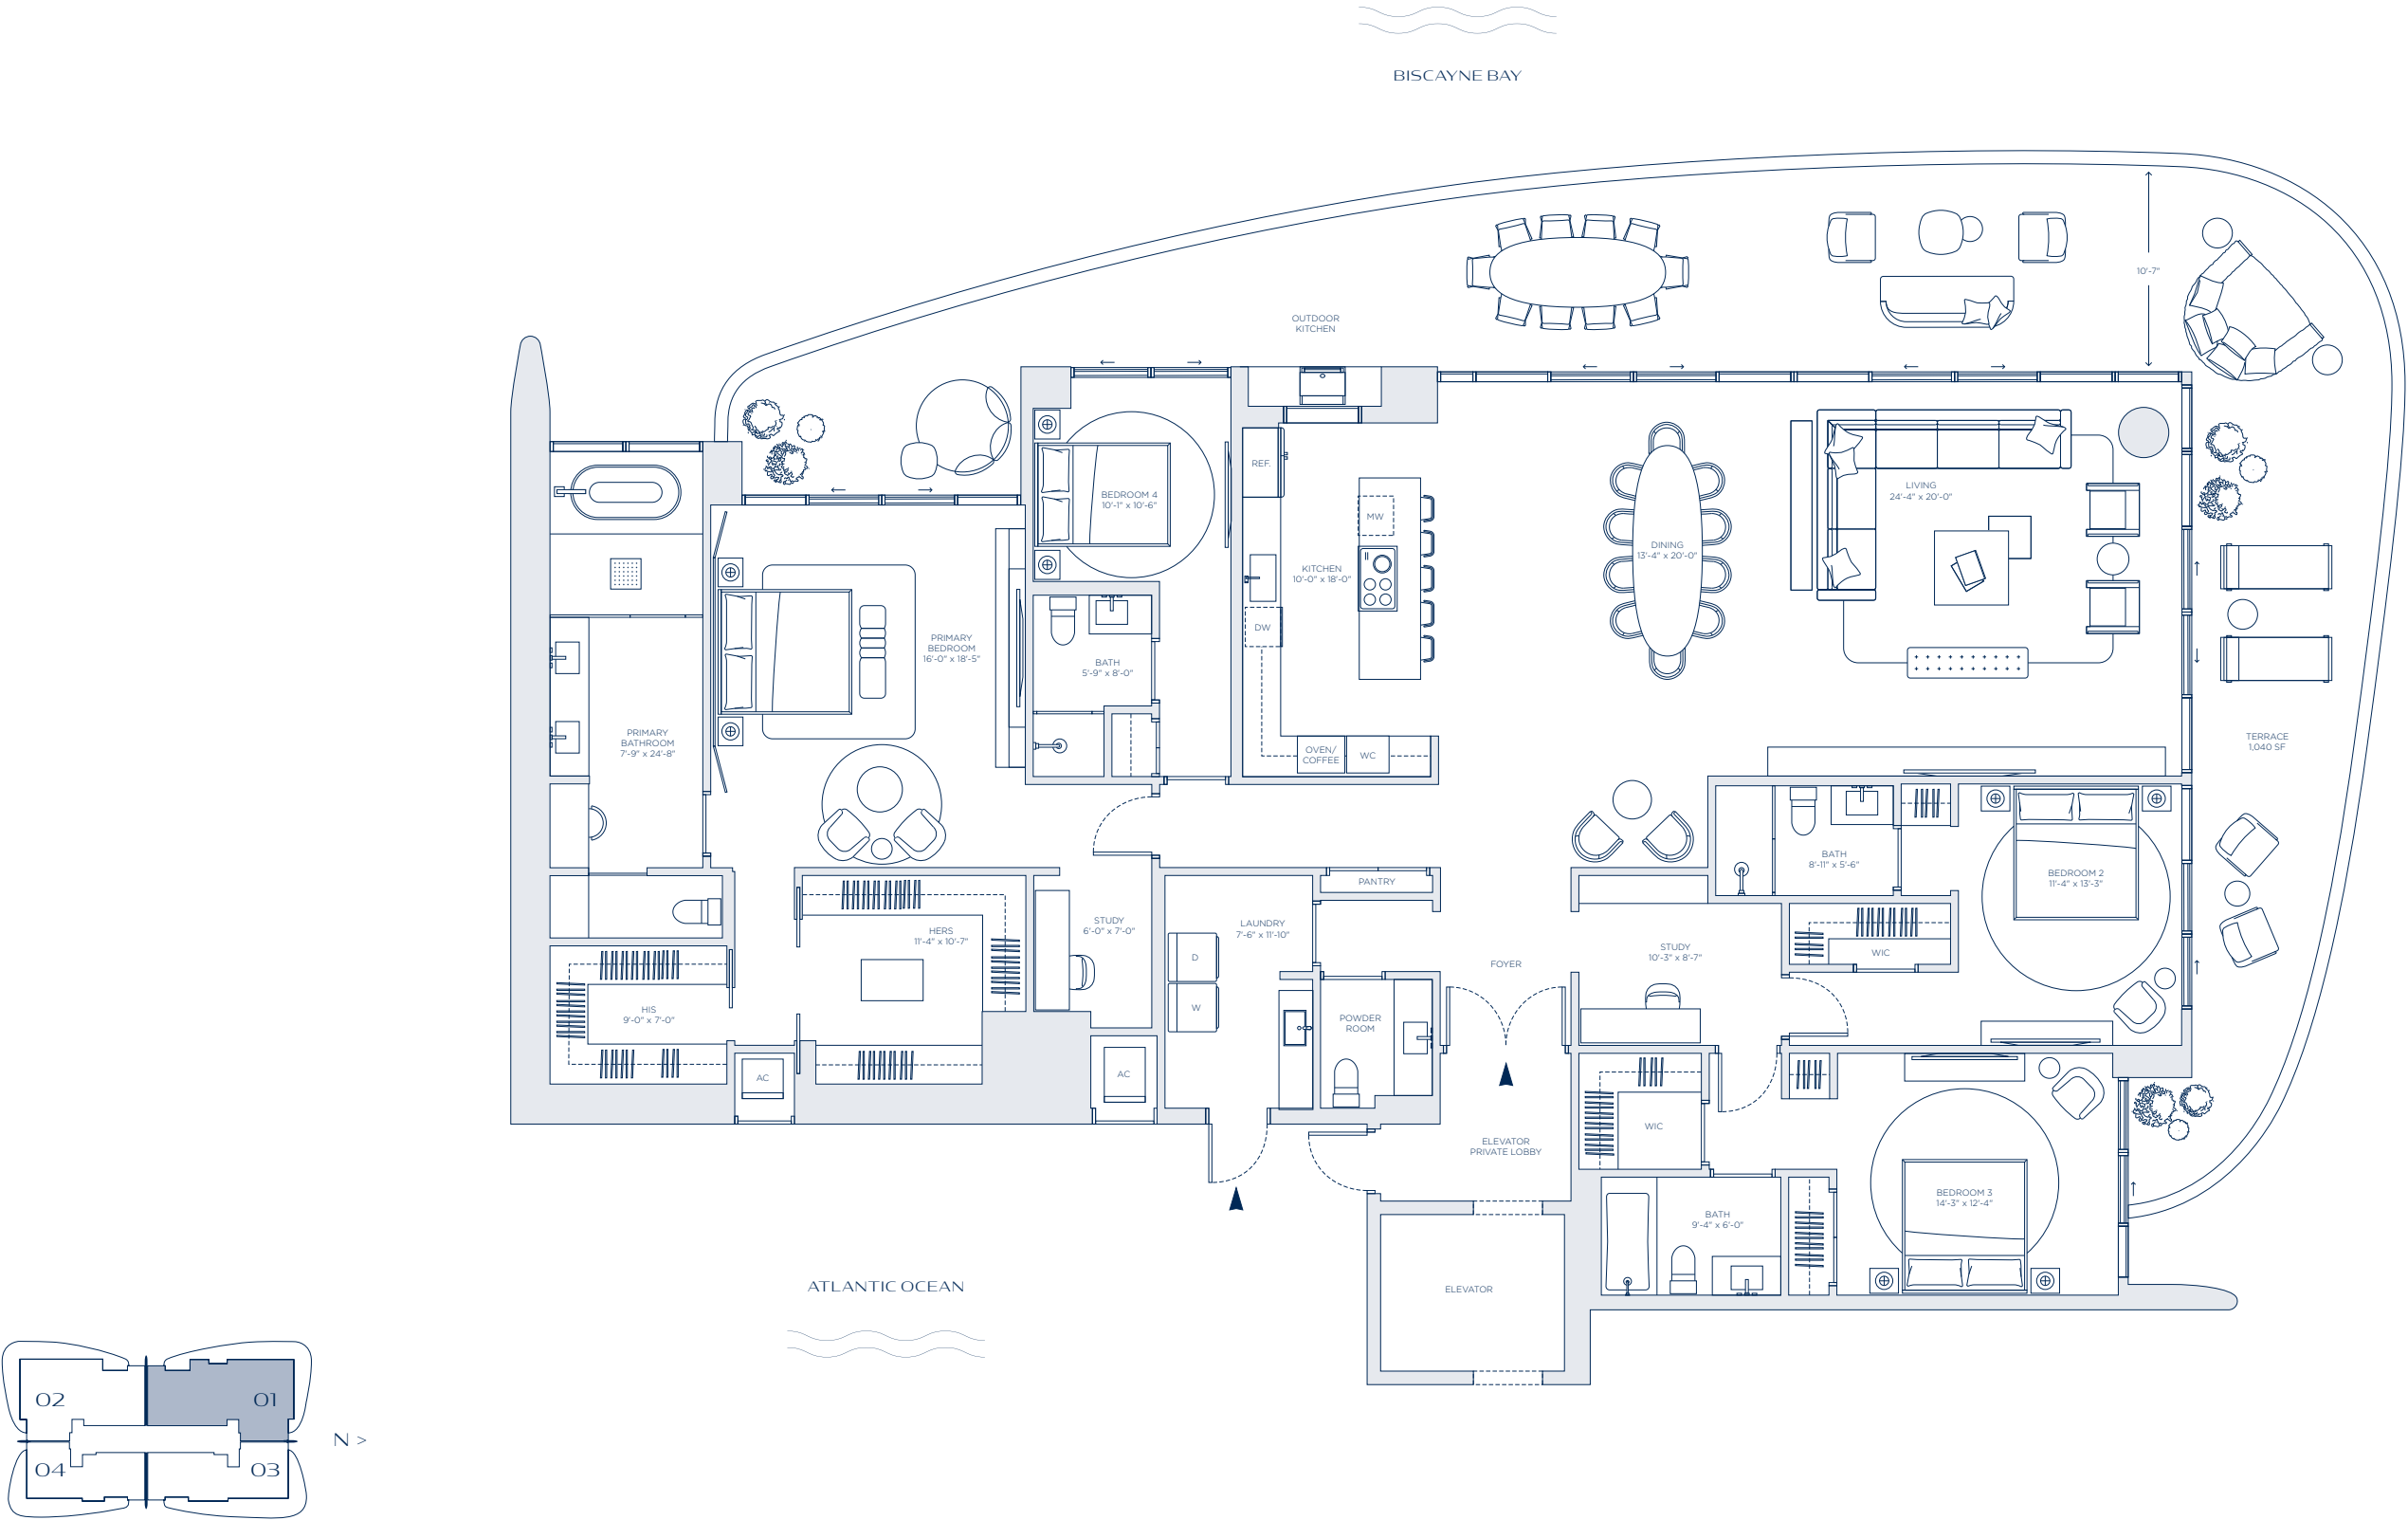 BISCAYNE BAY
10'-7"
OUTDOOR
KITCHEN
REF.
BEDROOM 4
10'-1" x 10'-6"
MW
LIVING
24'-4" x 20'-0"
DINING
13'-4" x 20'-0"
KITCHEN
10'-0" x 18'-0"
DW
PRIMARY
BEDROOM
16'-0" x 18'-5"
BATH
5'-9" x 8'-0"
PRIMARY
BATHROOM
7'-9" x 24'-8"
OVEN/
COFFEE
WC
TERRACE
1,040 SF
BATH
8'-11" x 5'-6"
BEDROOM 2
11'-4" x 13'-3"
PANTRY
HERS
11'-4" x 10'-7"
STUDY
6'-0" x 7'-0"
LAUNDRY
7'-6" x 11'-10"
D
W
FOYER
STUDY
10'-3" x 8'-7"
WIC
HIS
9'-0" x 7'-0"
POWDER
ROOM
AC
AC
WIC
ELEVATOR
PRIVATE LOBBY
BEDROOM 3
14'-3" x 12'-4"
BATH
9'-4" x 6'-0"
ELEVATOR
ATLANTIC OCEAN
02
01
04
03
N >